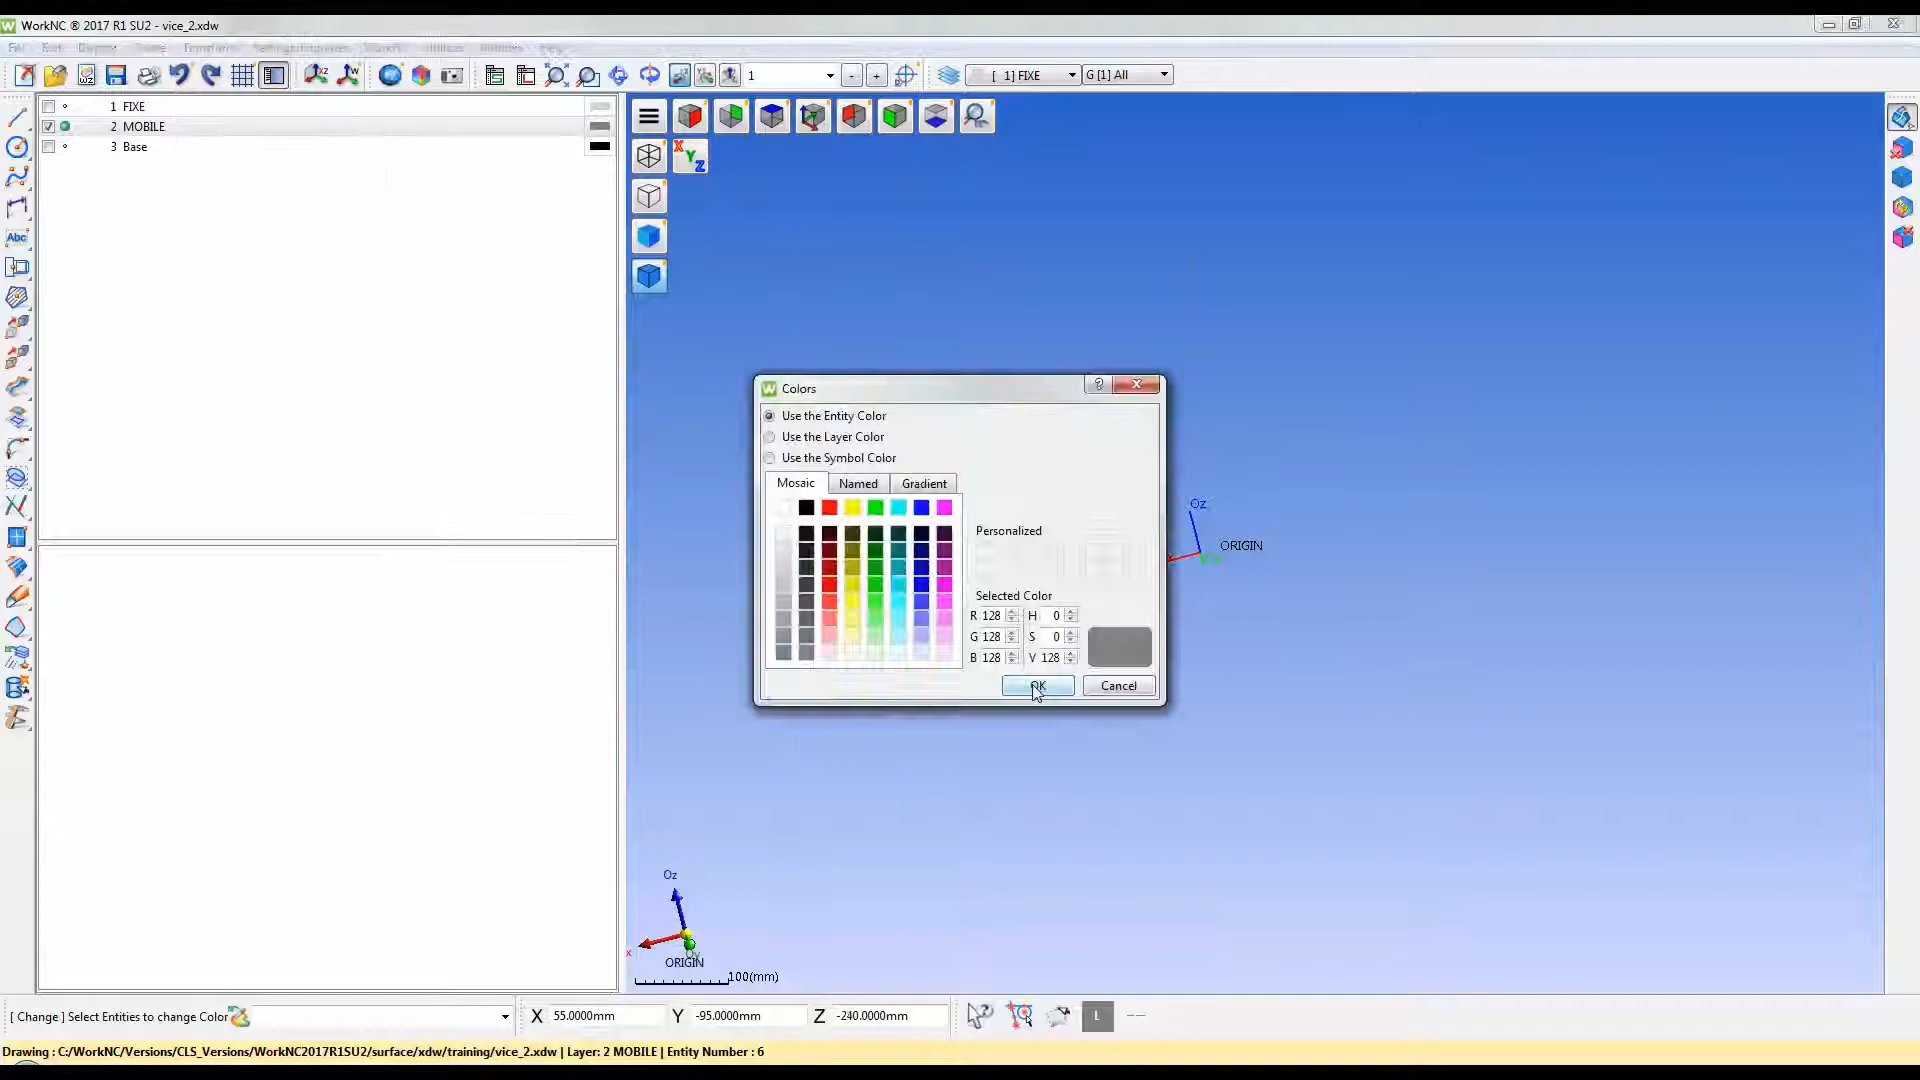 WorkNC ® 2017 R1 SU2 - vice_2.xdw
1
[ 1] FIXE
G [1] All
1 FIXE
2 MOBILE
3 Base
X Y Z
Abc
Colors
Use the Entity Color
Use the Layer Color
Use the Symbol Color
Mosaic Named Gradient
Personalized
Selected Color
R 128 H 0
G 128 S 0
B 128 V 128
OK Cancel
Oz
ORIGIN
Oz
x
Oy
ORIGIN
100(mm)
[ Change ] Select Entities to change Color
X 55.0000mm Y -95.0000mm Z -240.0000mm
L
Drawing : C:/WorkNC/Versions/CLS_Versions/WorkNC2017R1SU2/surface/xdw/training/vice_2.xdw | Layer: 2 MOBILE | Entity Number : 6